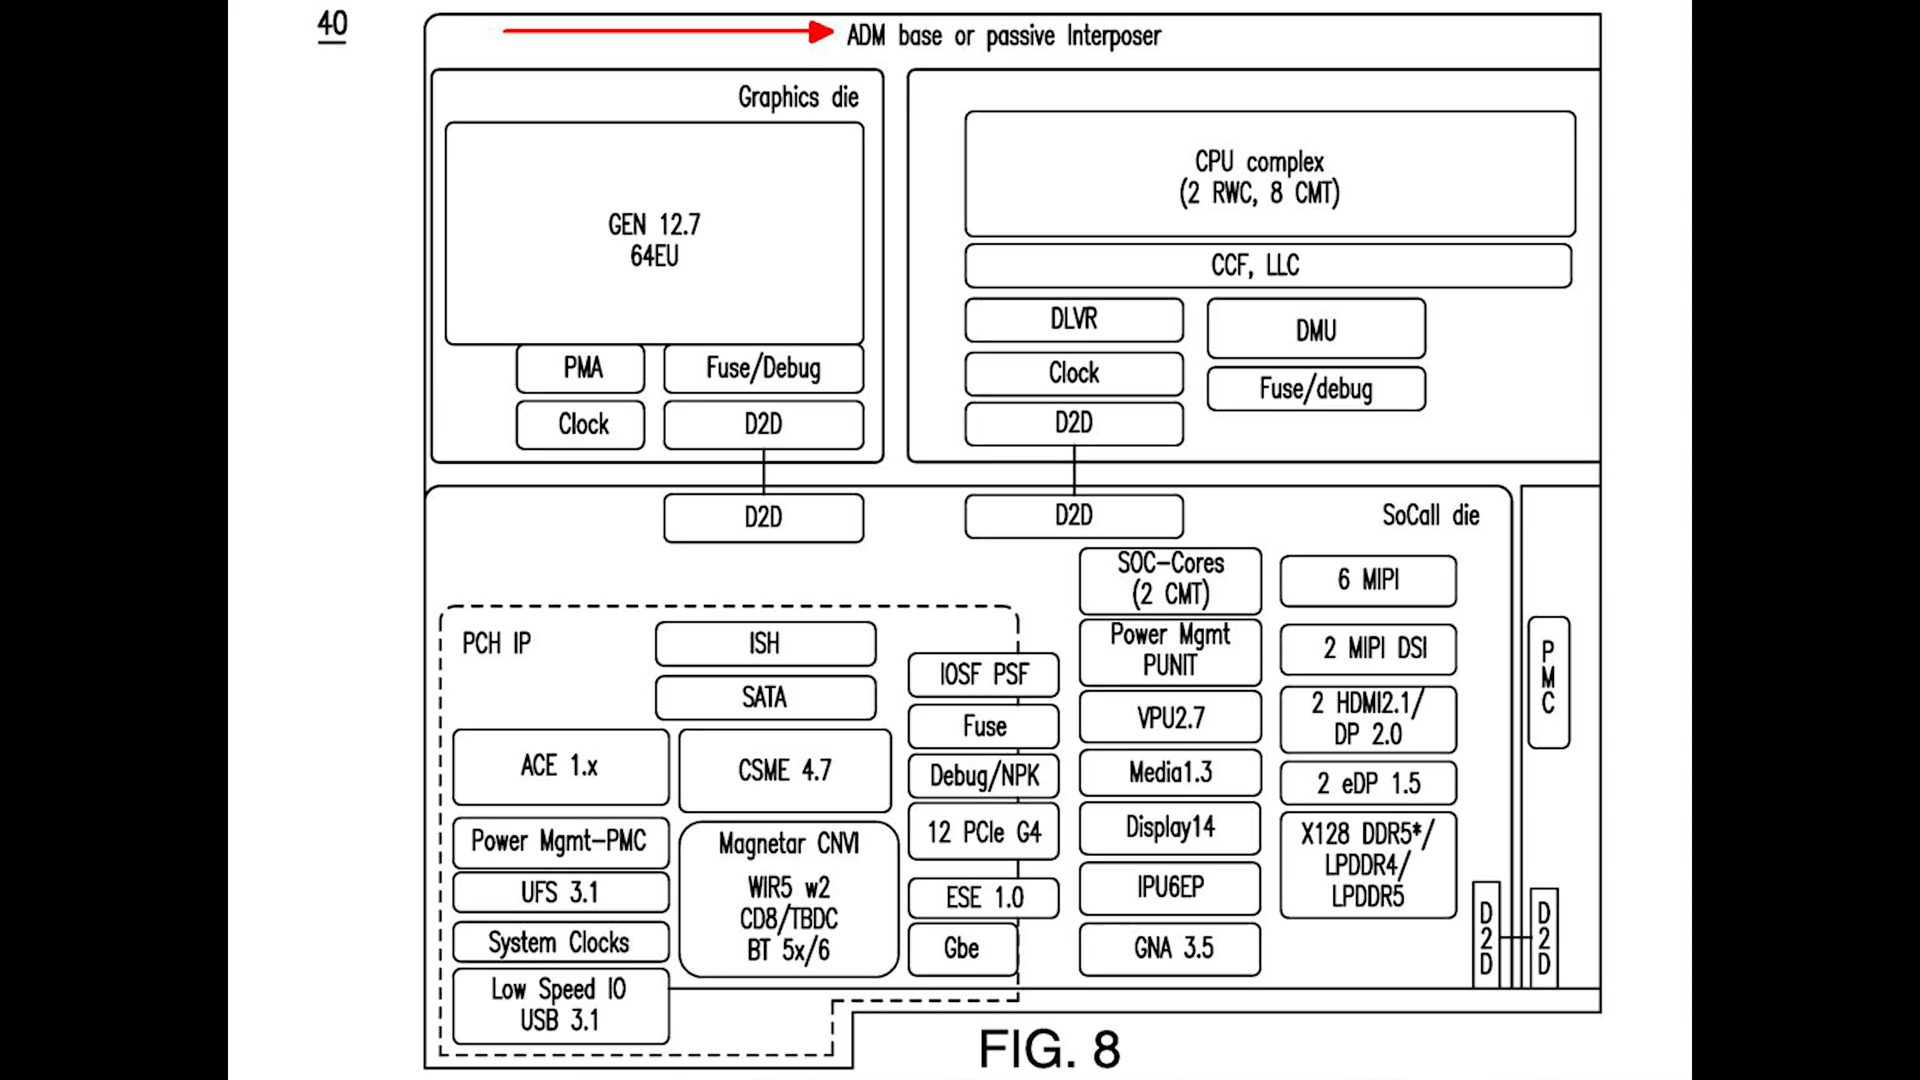 40
ADM base or passive Interposer
Graphics die
GEN 12.7
64EU
PMA
Fuse/Debug
Clock
D2D
CPU complex
(2 RWC, 8 CMT)
CCF, LLC
DLVR
DMU
Clock
Fuse/debug
D2D
D2D
D2D
SoCall die
PCH IP
ISH
SATA
ACE 1.x
CSME 4.7
Power Mgmt-PMC
UFS 3.1
System Clocks
Low Speed IO
USB 3.1
Magnetar CNVI
WIR5 w2
CD8/TBDC
BT 5x/6
IOSF PSF
Fuse
Debug/NPK
12 PCIe G4
ESE 1.0
Gbe
SOC-Cores
(2 CMT)
Power Mgmt
PUNIT
VPU2.7
Media1.3
Display14
IPU6EP
GNA 3.5
6 MIPI
2 MIPI DSI
2 HDMI2.1/
DP 2.0
2 eDP 1.5
X128 DDR5*/
LPDDR4/
LPDDR5
D2D
PMC
D2D
FIG. 8